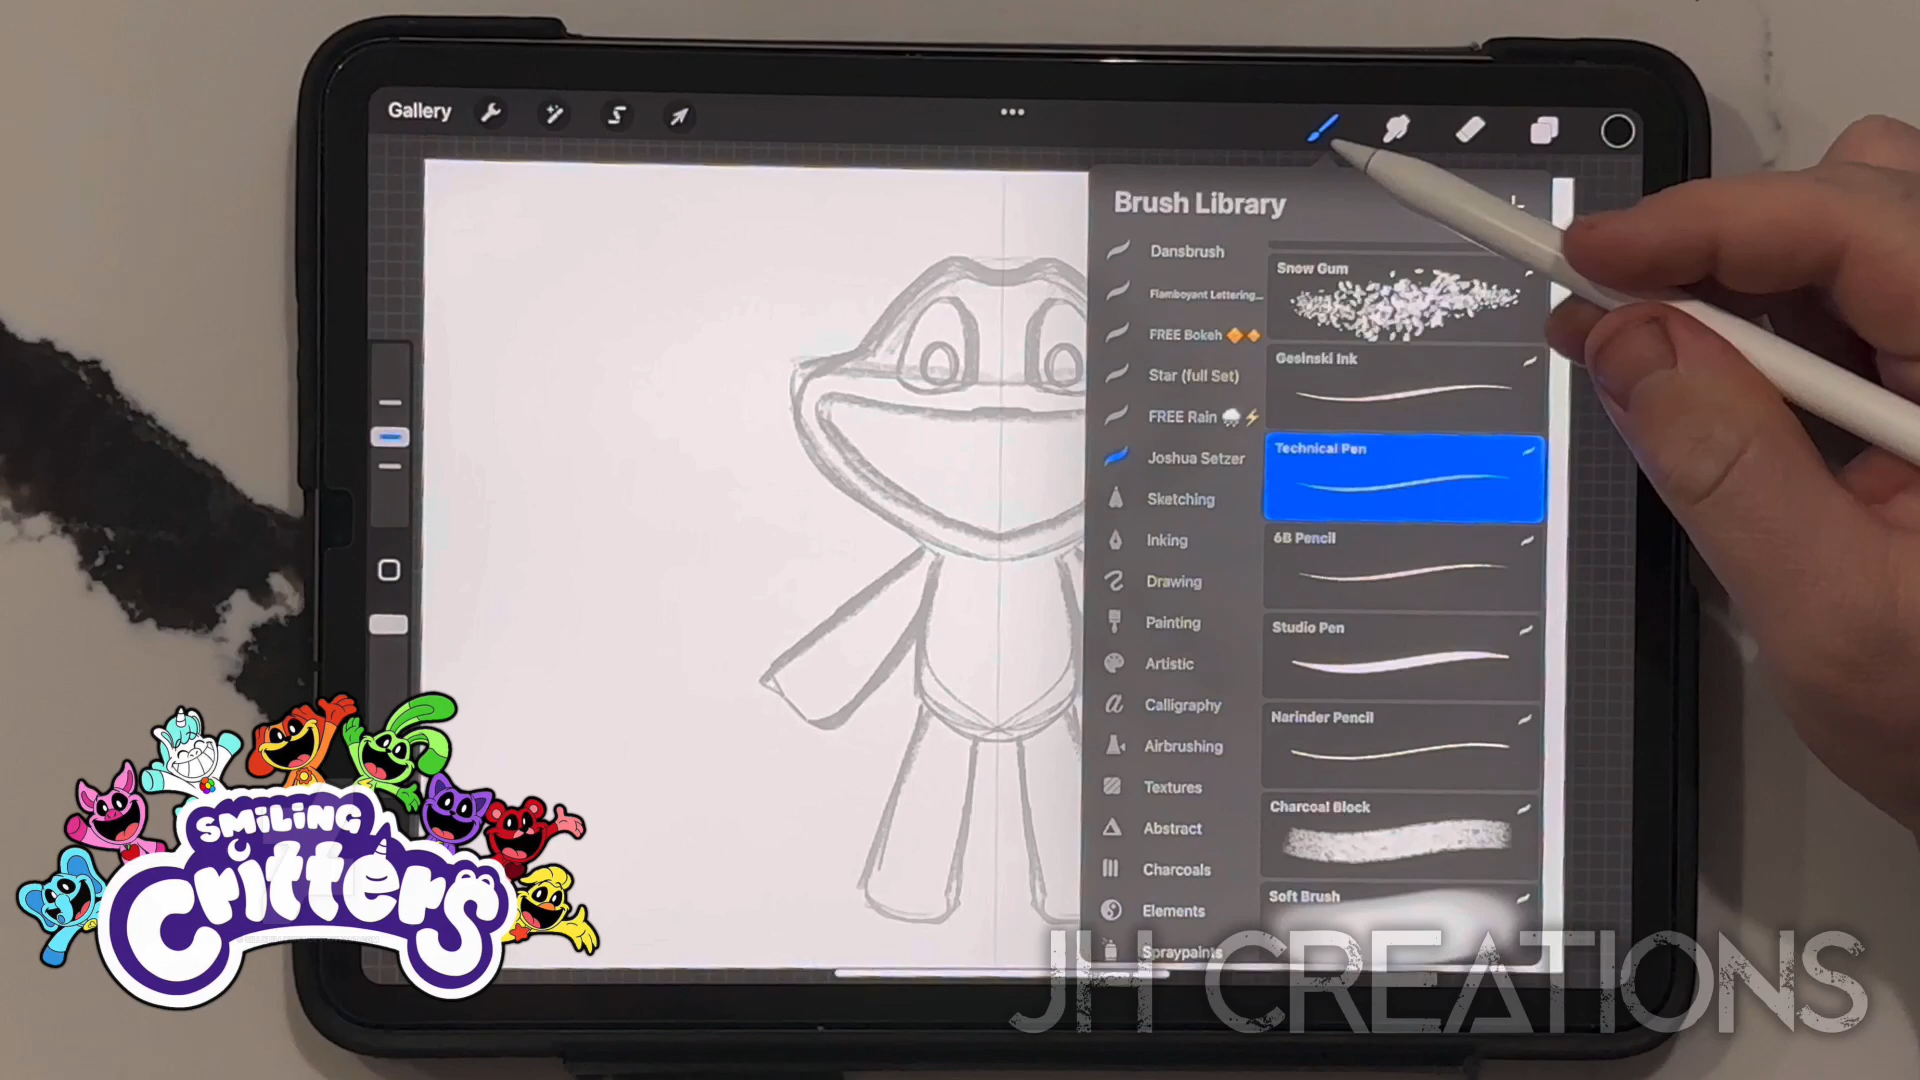 Gallery
Brush Library
Dansbrush
Flamboyant Lettering...
FREE Bokeh 🔶🔸
Star (full Set)
FREE Rain 🌧️⚡
Joshua Setzer
Sketching
Inking
Drawing
Painting
Artistic
Calligraphy
Airbrushing
Textures
Abstract
Charcoals
Elements
Spraypaints
Snow Gum
Gesinski Ink
Technical Pen
6B Pencil
Studio Pen
Narinder Pencil
Charcoal Block
Soft Brush
SMiLiNG
Critters
JH CREATIONS